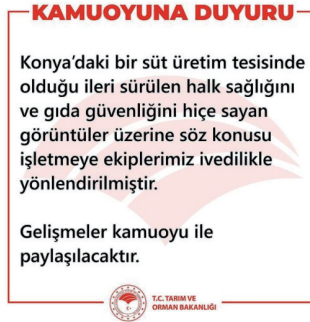 KAMUOYUNA DUYURU
Konya’daki bir süt üretim tesisinde
olduğu ileri sürülen halk sağlığını
ve gıda güvenliğini hiçe sayan
görüntüler üzerine söz konusu
işletmeye ekiplerimiz ivedilikle
yönlendirilmiştir.
Gelişmeler kamuoyu ile
paylaşılacaktır.
T.C. TARIM VE
ORMAN BAKANLIĞI